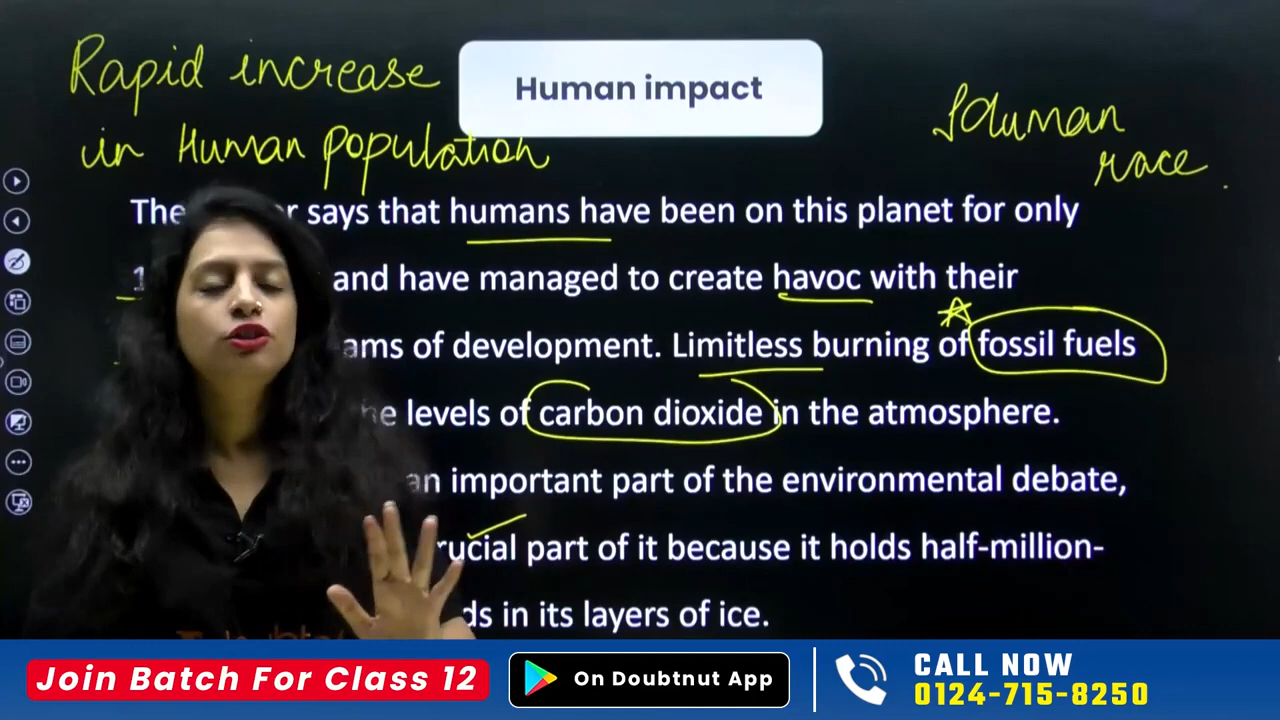 Rapid increase
in Human population
Human impact
Human
race
The says that humans have been on this planet for only
1 and have managed to create havoc with their
ams of development. Limitless burning of fossil fuels
he levels of carbon dioxide in the atmosphere.
an important part of the environmental debate,
rucial part of it because it holds half-million-
ds in its layers of ice.
Join Batch For Class 12
On Doubtnut App
CALL NOW
0124-715-8250